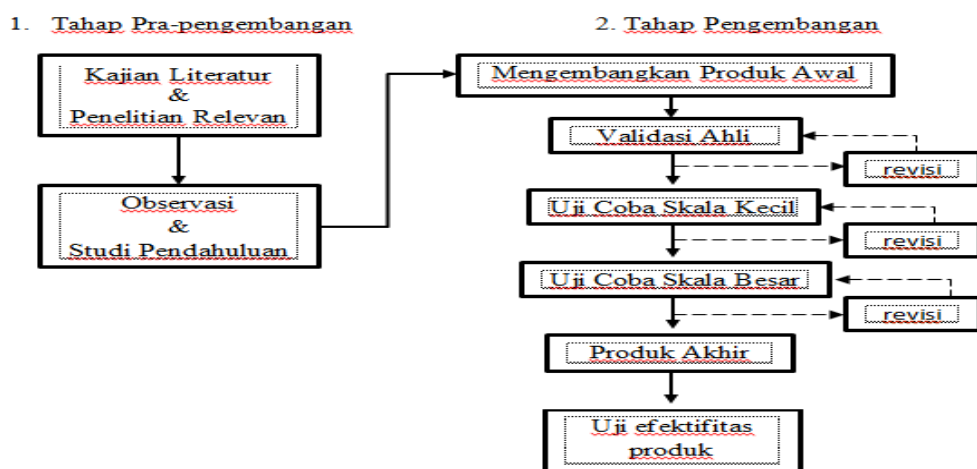 1. Tahap Pra-pengembangan
Kajian Literatur
&
Penelitian Relevan
Observasi
&
Studi Pendahuluan
2. Tahap Pengembangan
Mengembangkan Produk Awal
Validasi Ahli
revisi
Uji Coba Skala Kecil
revisi
Uji Coba Skala Besar
revisi
Produk Akhir
Uji efektifitas
produk